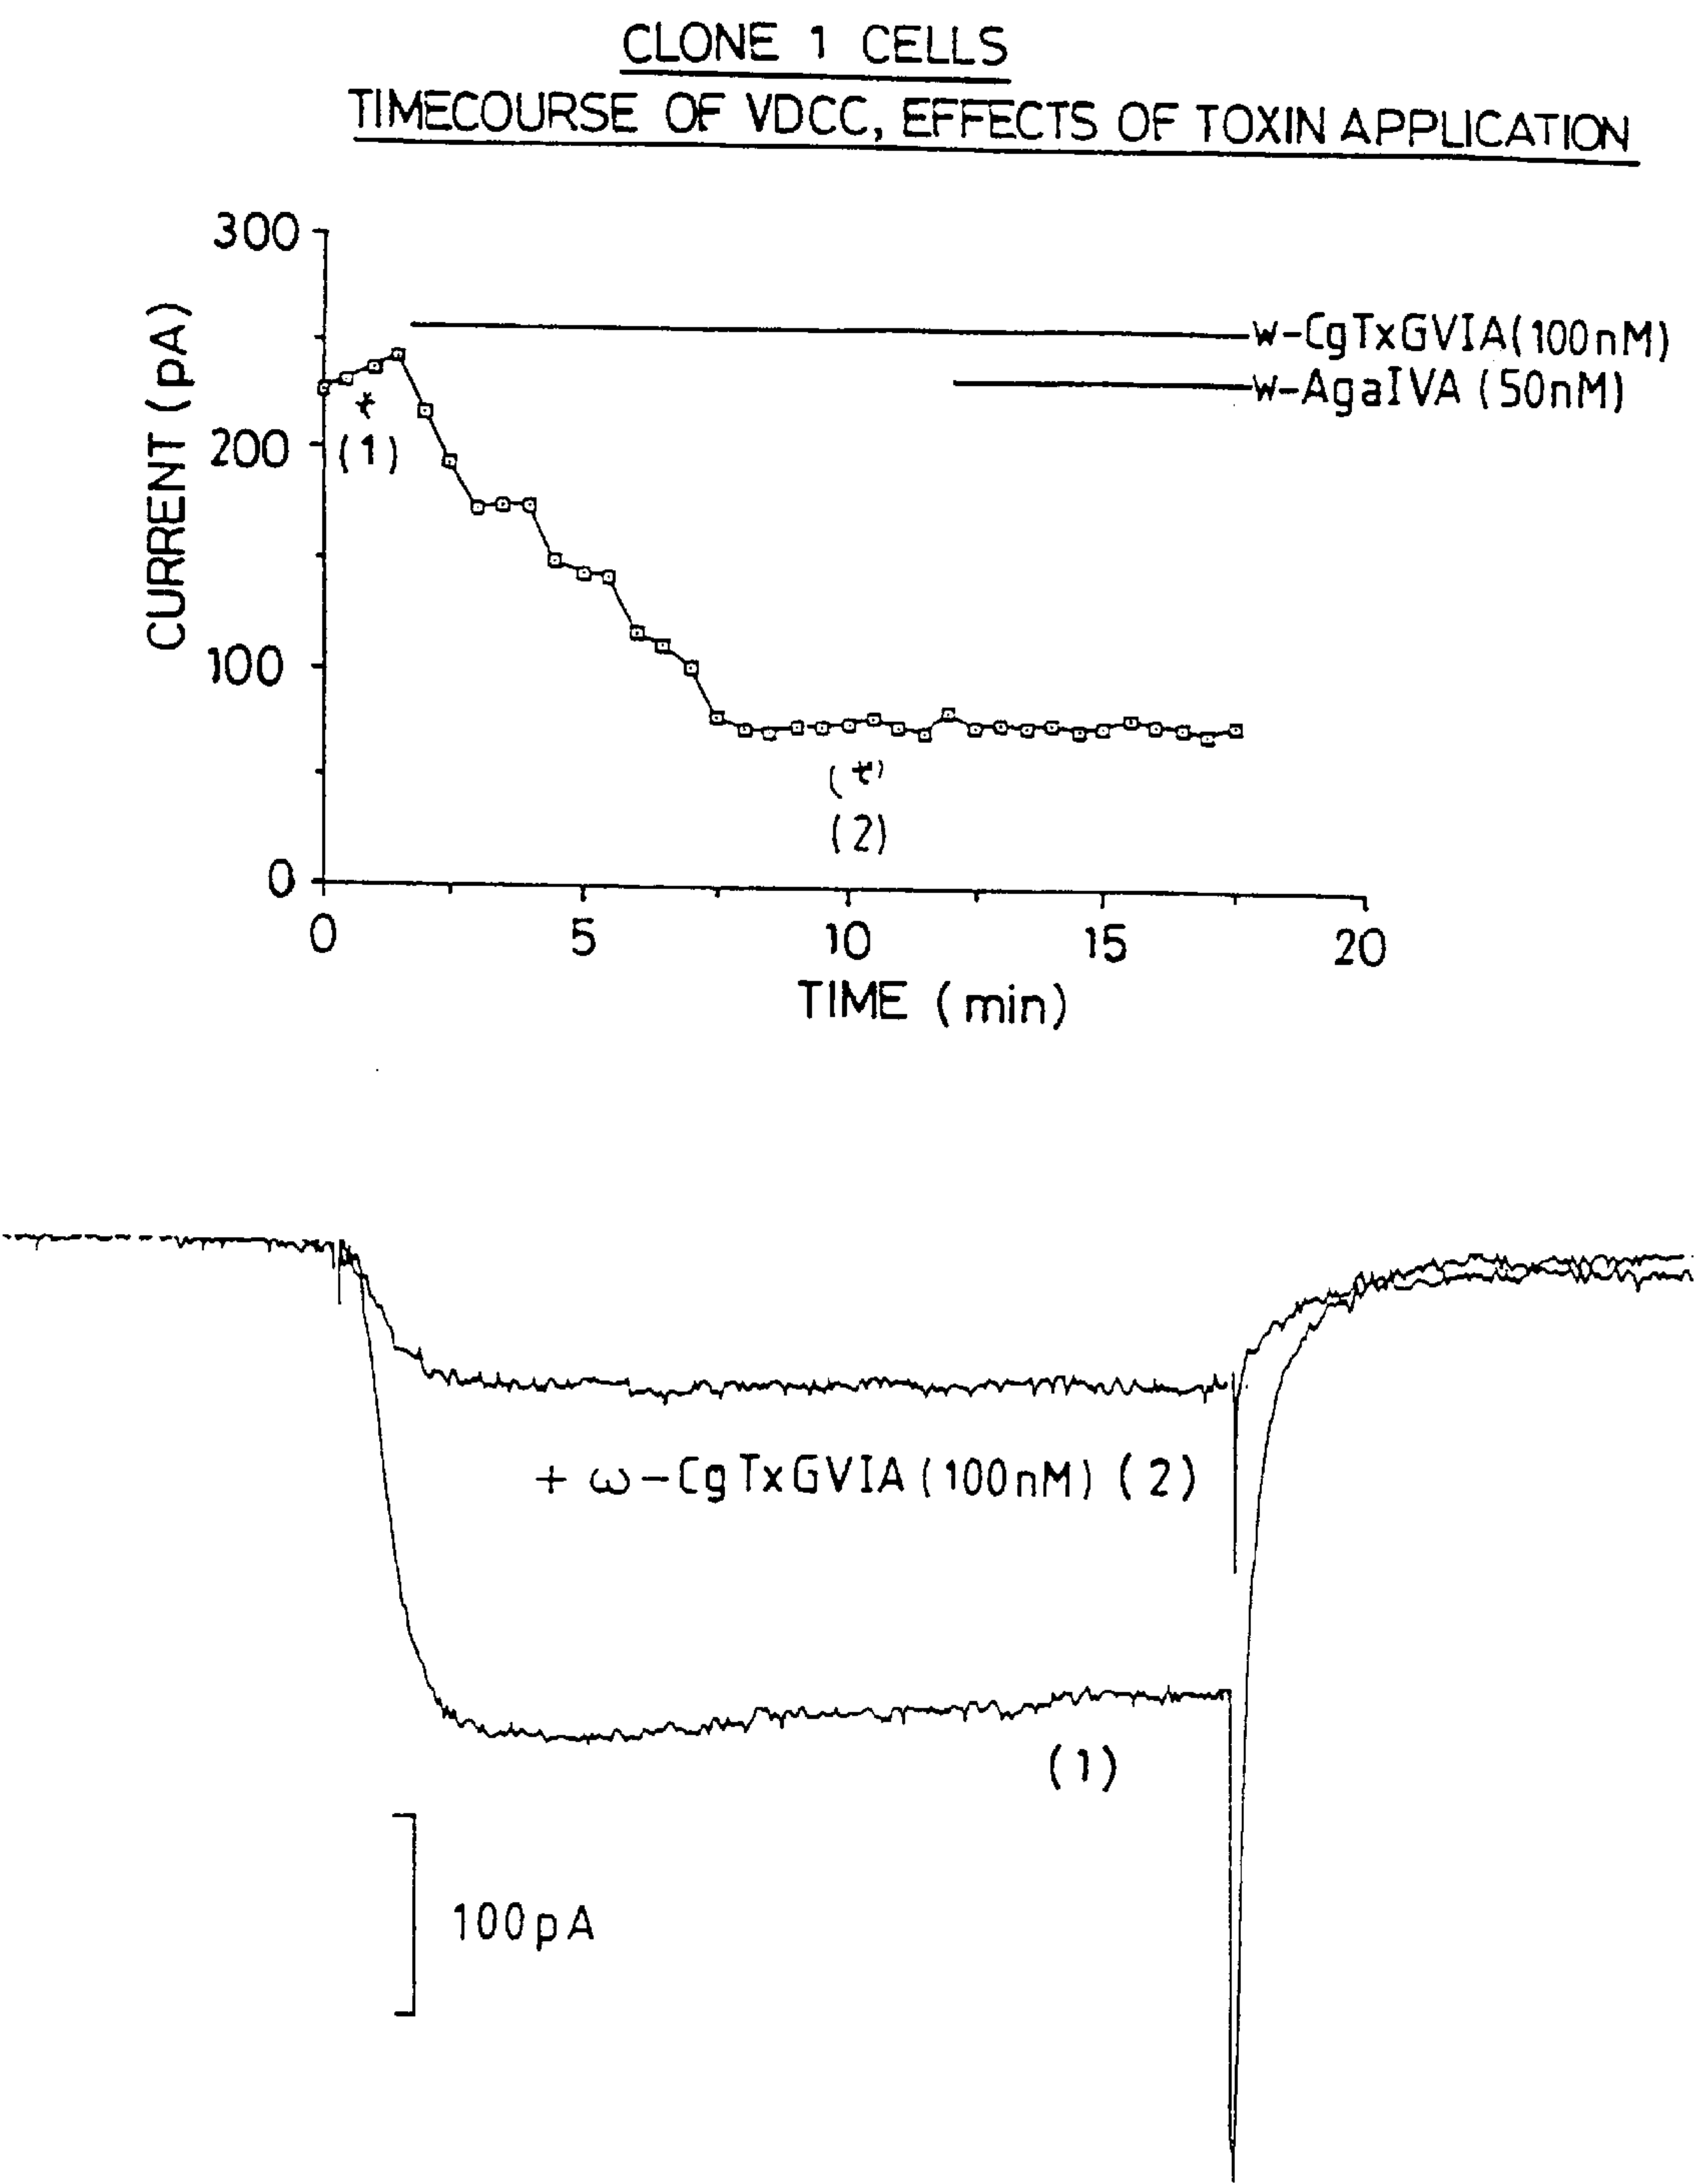 CLONE 1 CELLS
TIMECOURSE OF VDCC, EFFECTS OF TOXIN APPLICATION
300
200
100
0
CURRENT (pA)
w-CgTxGVIA(100nM)
w-AgaIVA (50nM)
(1)
(2)
0 5 10 15 20
TIME (min)
+ ω-CgTxGVIA (100nM) (2)
(1)
100pA